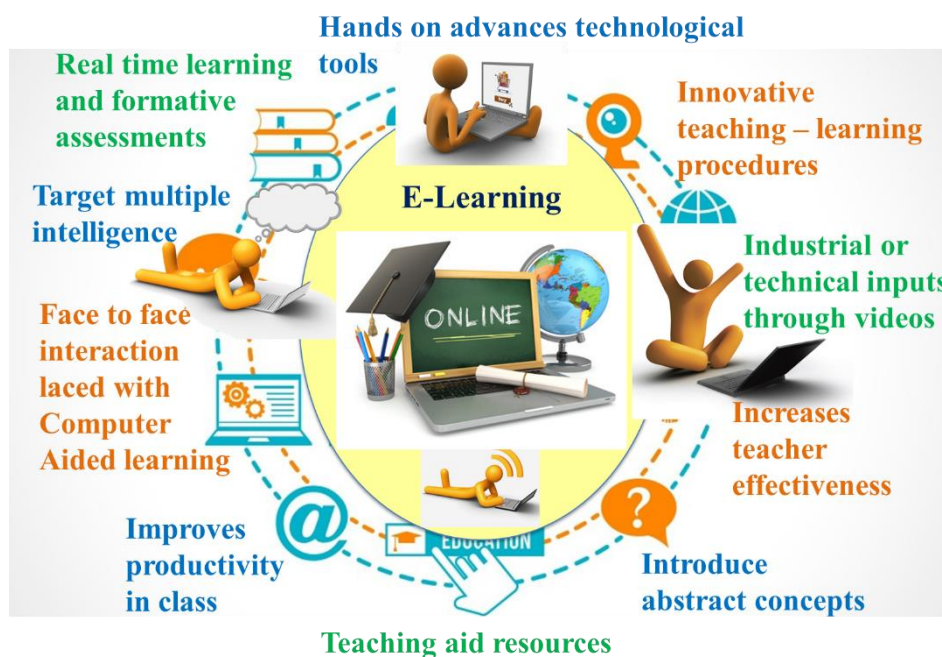 Hands on advances technological
tools
Real time learning
and formative
assessments
Innovative
teaching – learning
procedures
E-Learning
Target multiple
intelligence
Industrial or
technical inputs
through videos
ONLINE
Face to face
interaction
laced with
Computer
Aided learning
Increases
teacher
effectiveness
?
@
EDUCATION
Improves
productivity
in class
Introduce
abstract concepts
Teaching aid resources